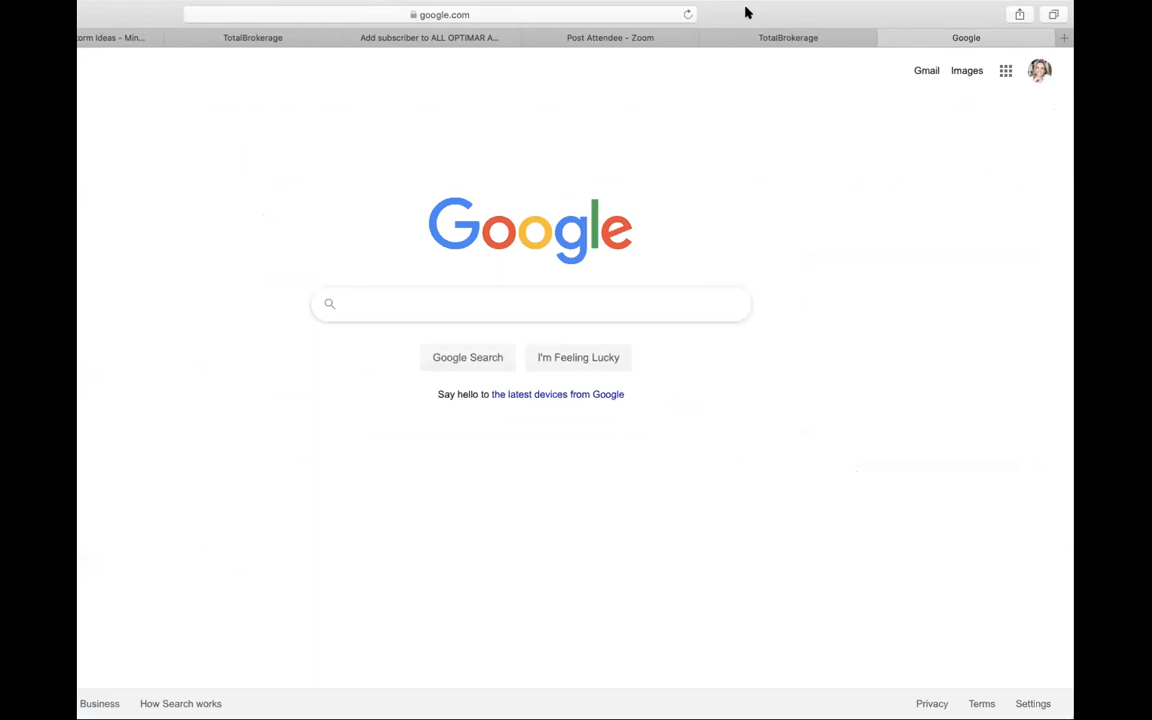 google.com
orm Ideas – Min...
TotalBrokerage
Add subscriber to ALL OPTIMAR A...
Post Attendee - Zoom
TotalBrokerage
Google
Gmail
Images
Google
Google Search
I'm Feeling Lucky
Say hello to the latest devices from Google
Business
How Search works
Privacy
Terms
Settings